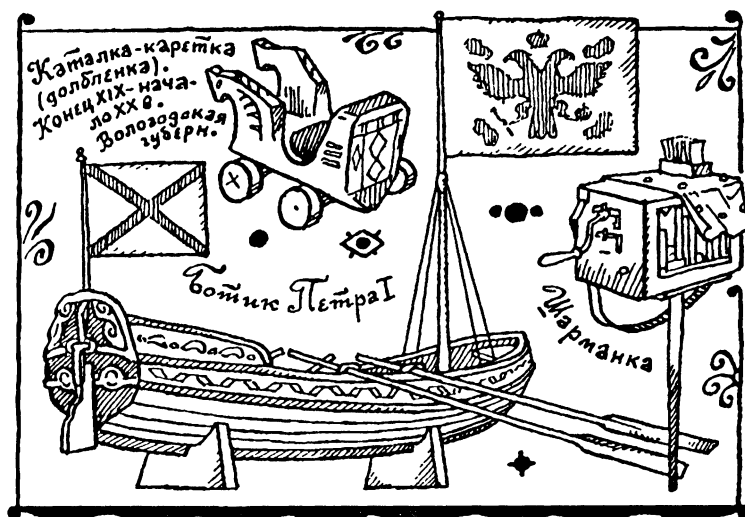 Каталка-каретка
(долбленка).
Конец XIX-нача-
ло XX в.
Вологодская
губерн.
Ботик Петра I
Шарманка